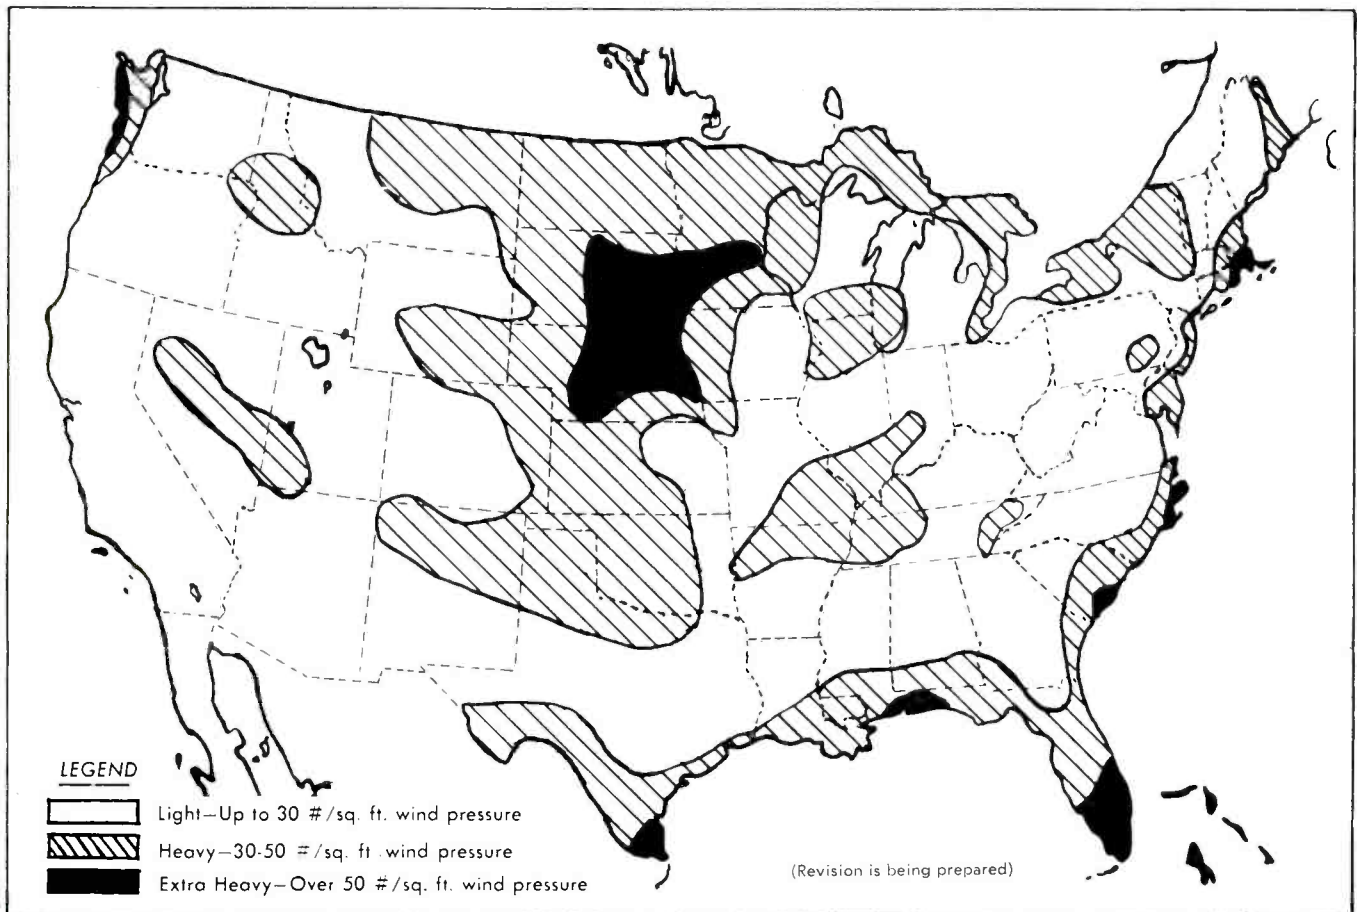 LEGEND
Light—Up to 30 #/sq. ft. wind pressure
Heavy—30-50 #/sq. ft. wind pressure
Extra Heavy—Over 50 #/sq. ft. wind pressure
(Revision is being prepared)